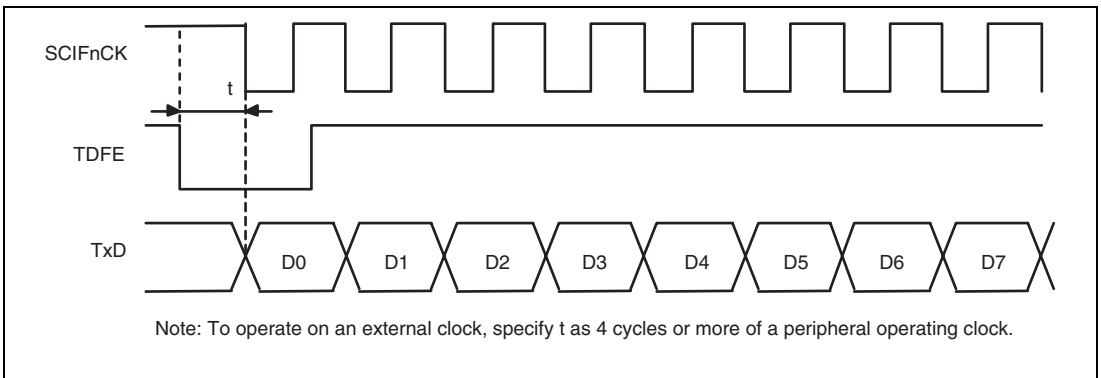 SCIFnCK
t
TDFE
TxD
D0 D1 D2 D3 D4 D5 D6 D7
Note: To operate on an external clock, specify t as 4 cycles or more of a peripheral operating clock.